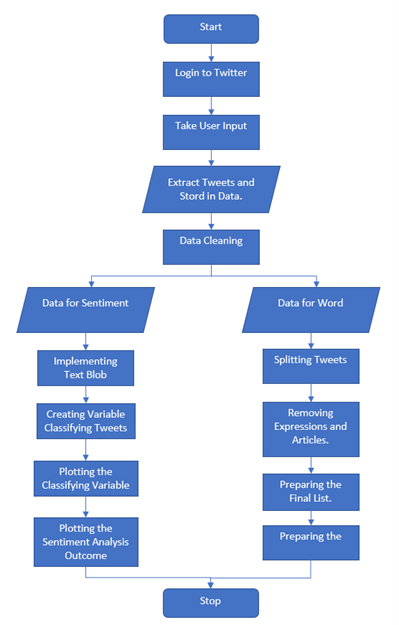 Start
Login to Twitter
Take User Input
Extract Tweets and
Stord in Data.
Data Cleaning
Data for Sentiment
Data for Word
Implementing
Text Blob
Splitting Tweets
Creating Variable
Classifying Tweets
Removing
Expressions and
Articles.
Plotting the
Classifying Variable
Preparing the
Final List.
Plotting the
Sentiment Analysis
Outcome
Preparing the
Stop